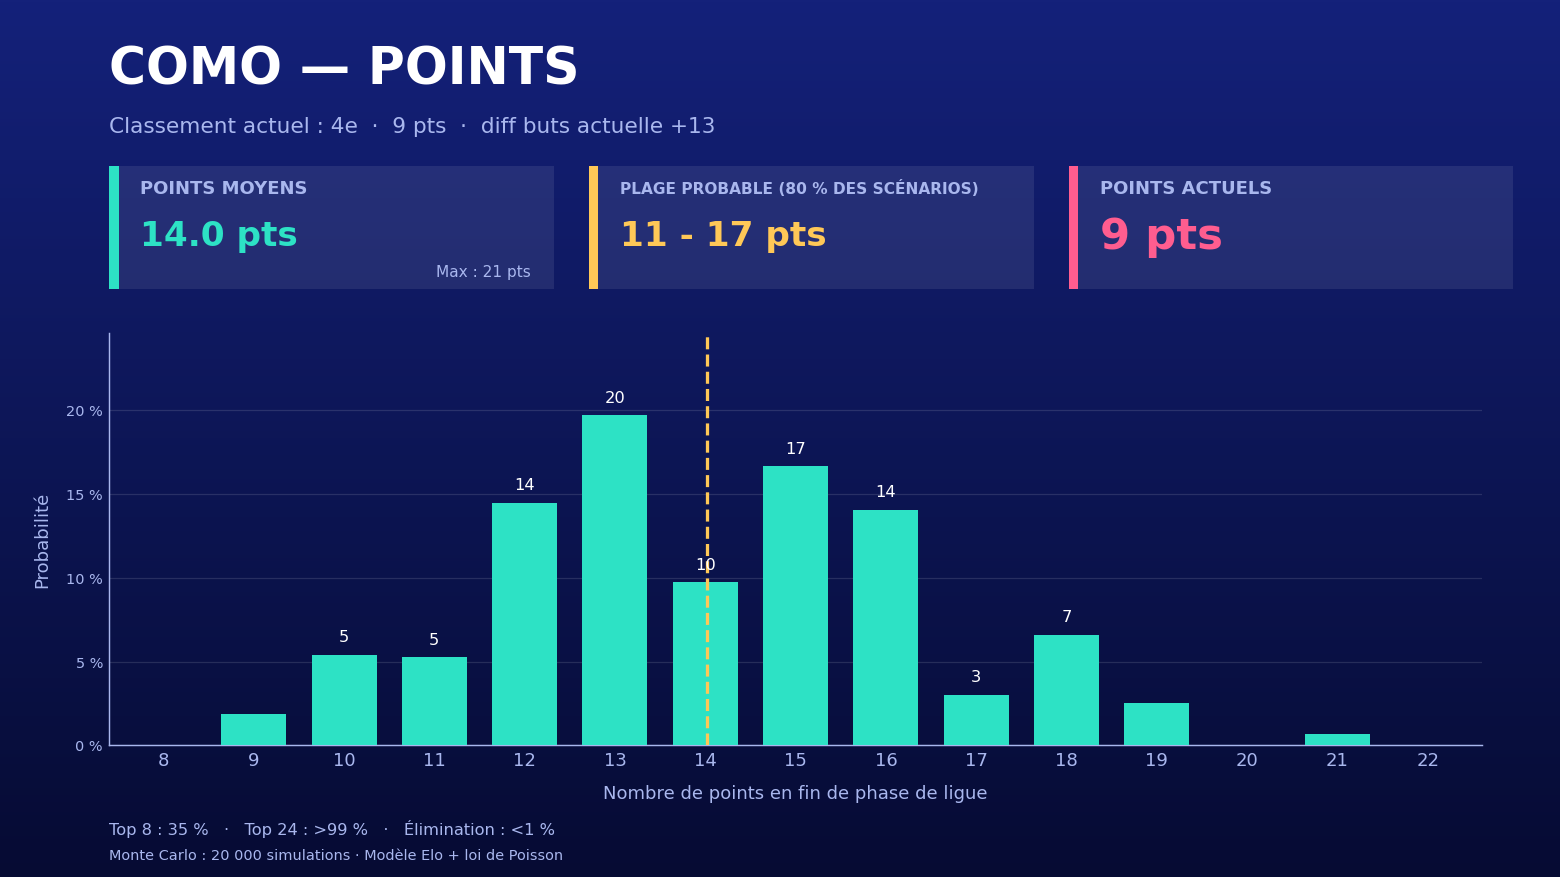 COMO — POINTS
Classement actuel : 4e · 9 pts · diff buts actuelle +13
POINTS MOYENS
14.0 pts
Max : 21 pts
PLAGE PROBABLE (80 % DES SCÉNARIOS)
11 - 17 pts
POINTS ACTUELS
9 pts
Probabilité
20 %
15 %
10 %
5 %
0 %
5
5
14
20
10
17
14
3
7
8 9 10 11 12 13 14 15 16 17 18 19 20 21 22
Nombre de points en fin de phase de ligue
Top 8 : 35 % · Top 24 : >99 % · Élimination : <1 %
Monte Carlo : 20 000 simulations · Modèle Elo + loi de Poisson